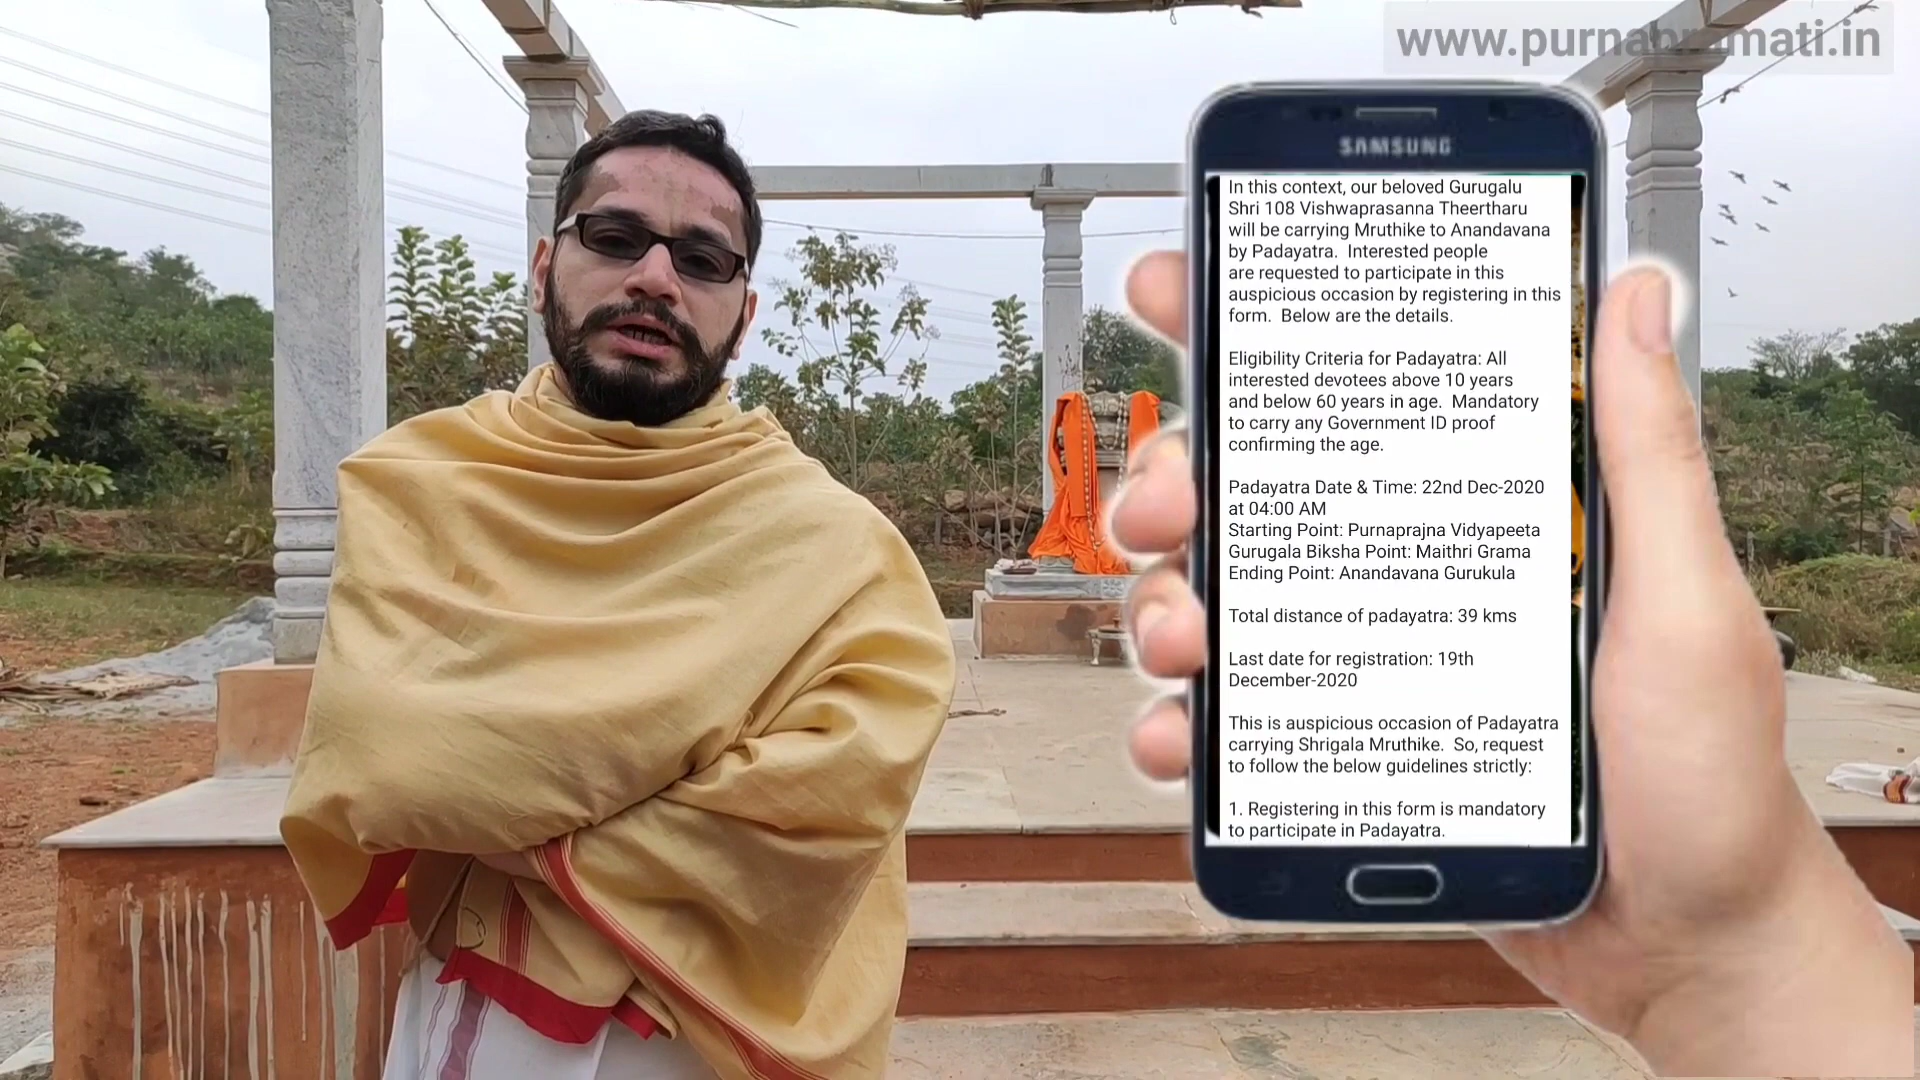 www.purnabramati.in
SAMSUNG
In this context, our beloved Gurugalu
Shri 108 Vishwaprasanna Theertharu
will be carrying Mruthike to Anandavana
by Padayatra. Interested people
are requested to participate in this
auspicious occasion by registering in this
form. Below are the details.
Eligibility Criteria for Padayatra: All
interested devotees above 10 years
and below 60 years in age. Mandatory
to carry any Government ID proof
confirming the age.
Padayatra Date & Time: 22nd Dec-2020
at 04:00 AM
Starting Point: Purnaprajna Vidyapeeta
Gurugala Biksha Point: Maithri Grama
Ending Point: Anandavana Gurukula
Total distance of padayatra: 39 kms
Last date for registration: 19th
December-2020
This is auspicious occasion of Padayatra
carrying Shrigala Mruthike. So, request
to follow the below guidelines strictly:
1. Registering in this form is mandatory
to participate in Padayatra.